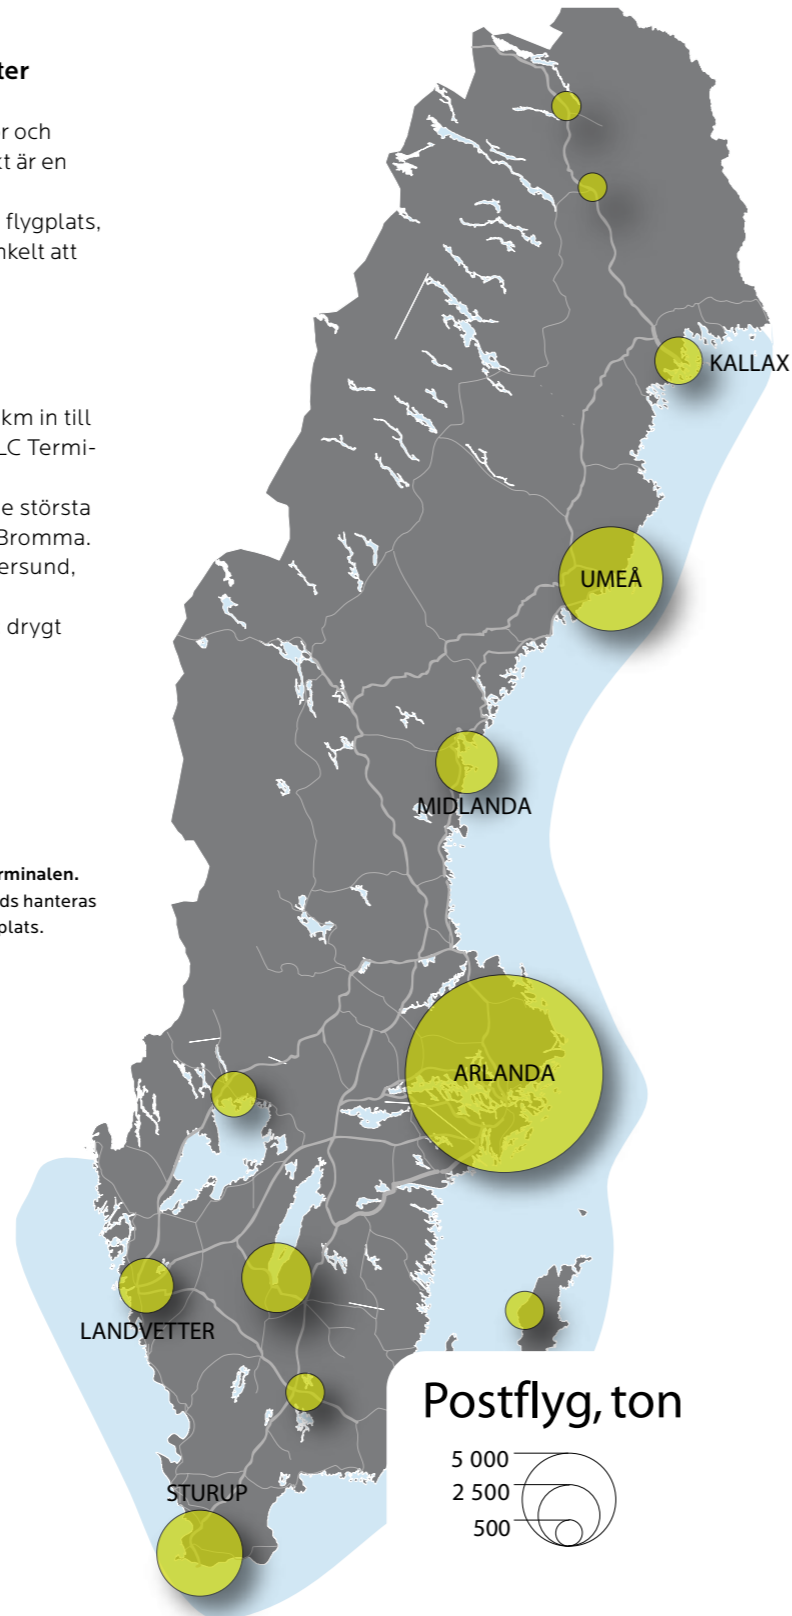 ter
r och
t är en
flygplats,
nkelt att
km in till
LC Termi-
e största
Bromma.
ersund,
drygt
rminalen.
ds hanteras
plats.
KALLAX
UMEÅ
MIDLANDA
ARLANDA
LANDVETTER
STURUP
Postflyg, ton
5 000
2 500
500